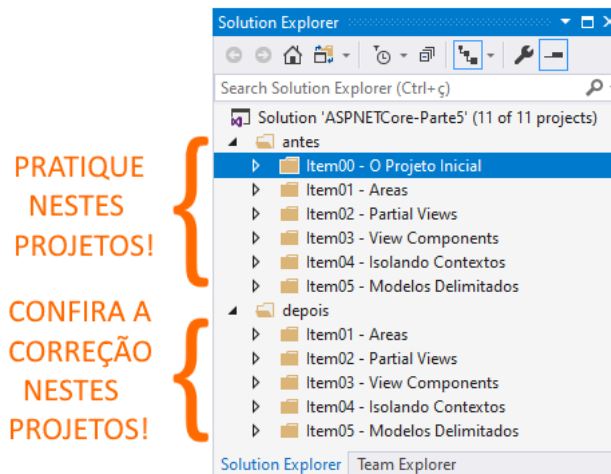 Solution Explorer
Search Solution Explorer (Ctrl+ç)
Solution 'ASPNETCore-Parte5' (11 of 11 projects)
antes
Item00 - O Projeto Inicial
Item01 - Areas
Item02 - Partial Views
Item03 - View Components
Item04 - Isolando Contextos
Item05 - Modelos Delimitados
depois
Item01 - Areas
Item02 - Partial Views
Item03 - View Components
Item04 - Isolando Contextos
Item05 - Modelos Delimitados
Solution Explorer
Team Explorer
PRATIQUE
NESTES
PROJETOS!
CONFIRA A
CORREÇÃO
NESTES
PROJETOS!